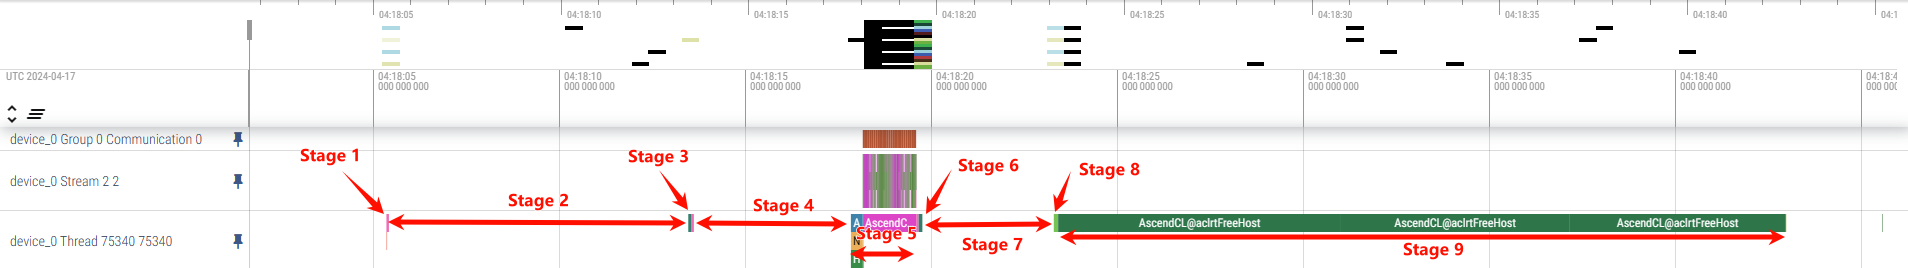 04:18:05 04:18:10 04:18:15 04:18:20 04:18:25 04:18:30 04:18:35 04:18:40 04:1
UTC 2024-04-17 04:18:05 04:18:10 04:18:15 04:18:20 04:18:25 04:18:30 04:18:35 04:18:40 04:18:4
000 000 000 000 000 000 000 000 000 000 000 000 000 000 000 000 000 000 000 000 000 000 000 000 000 00
device_0 Group 0 Communication 0
Stage 1 Stage 3 Stage 6 Stage 8
device_0 Stream 2 2
Stage 2 Stage 4
A AscendC... AscendCL@aclrtFreeHost AscendCL@aclrtFreeHost AscendCL@aclrtFreeHost
device_0 Thread 75340 75340
N Stage 5 Stage 7 Stage 9
H